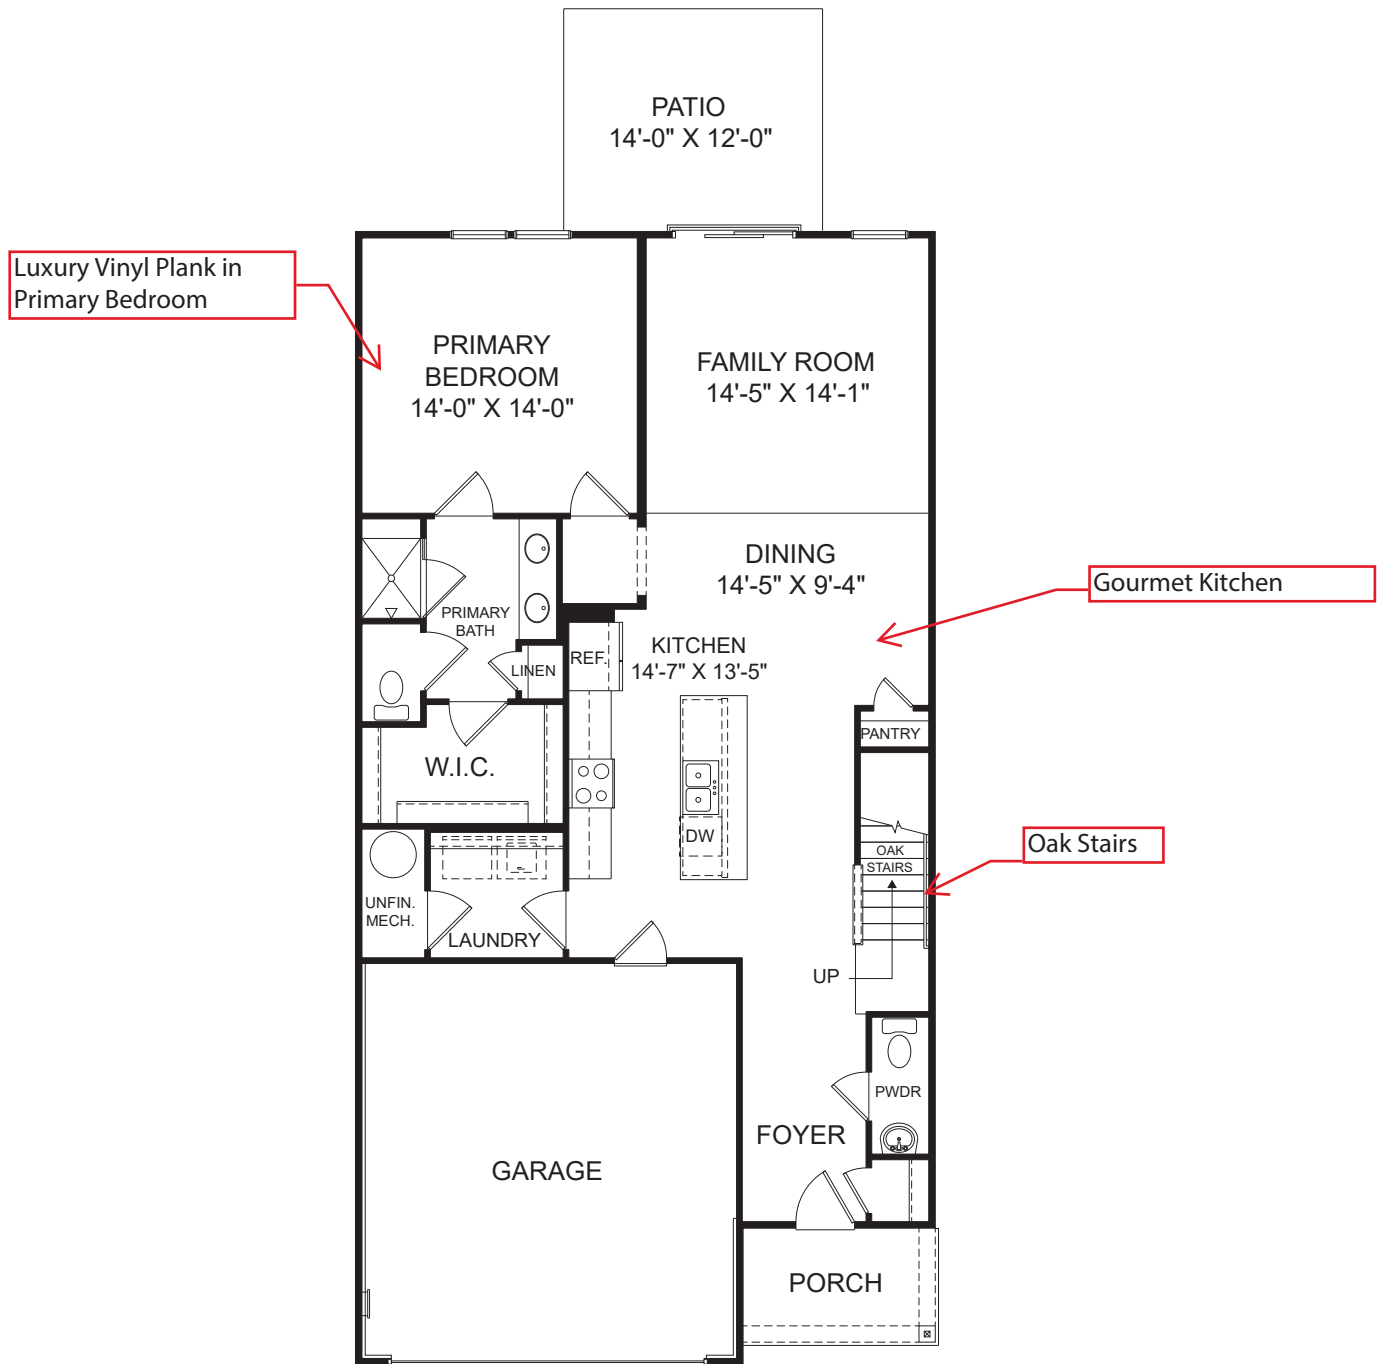 PATIO
14'-0" X 12'-0"
Luxury Vinyl Plank in
Primary Bedroom
PRIMARY
BEDROOM
14'-0" X 14'-0"
FAMILY ROOM
14'-5" X 14'-1"
DINING
14'-5" X 9'-4"
Gourmet Kitchen
PRIMARY
BATH
KITCHEN
14'-7" X 13'-5"
REF.
LINEN
PANTRY
W.I.C.
DW
OAK
STAIRS
Oak Stairs
UNFIN.
MECH.
LAUNDRY
UP
PWDR
FOYER
GARAGE
PORCH